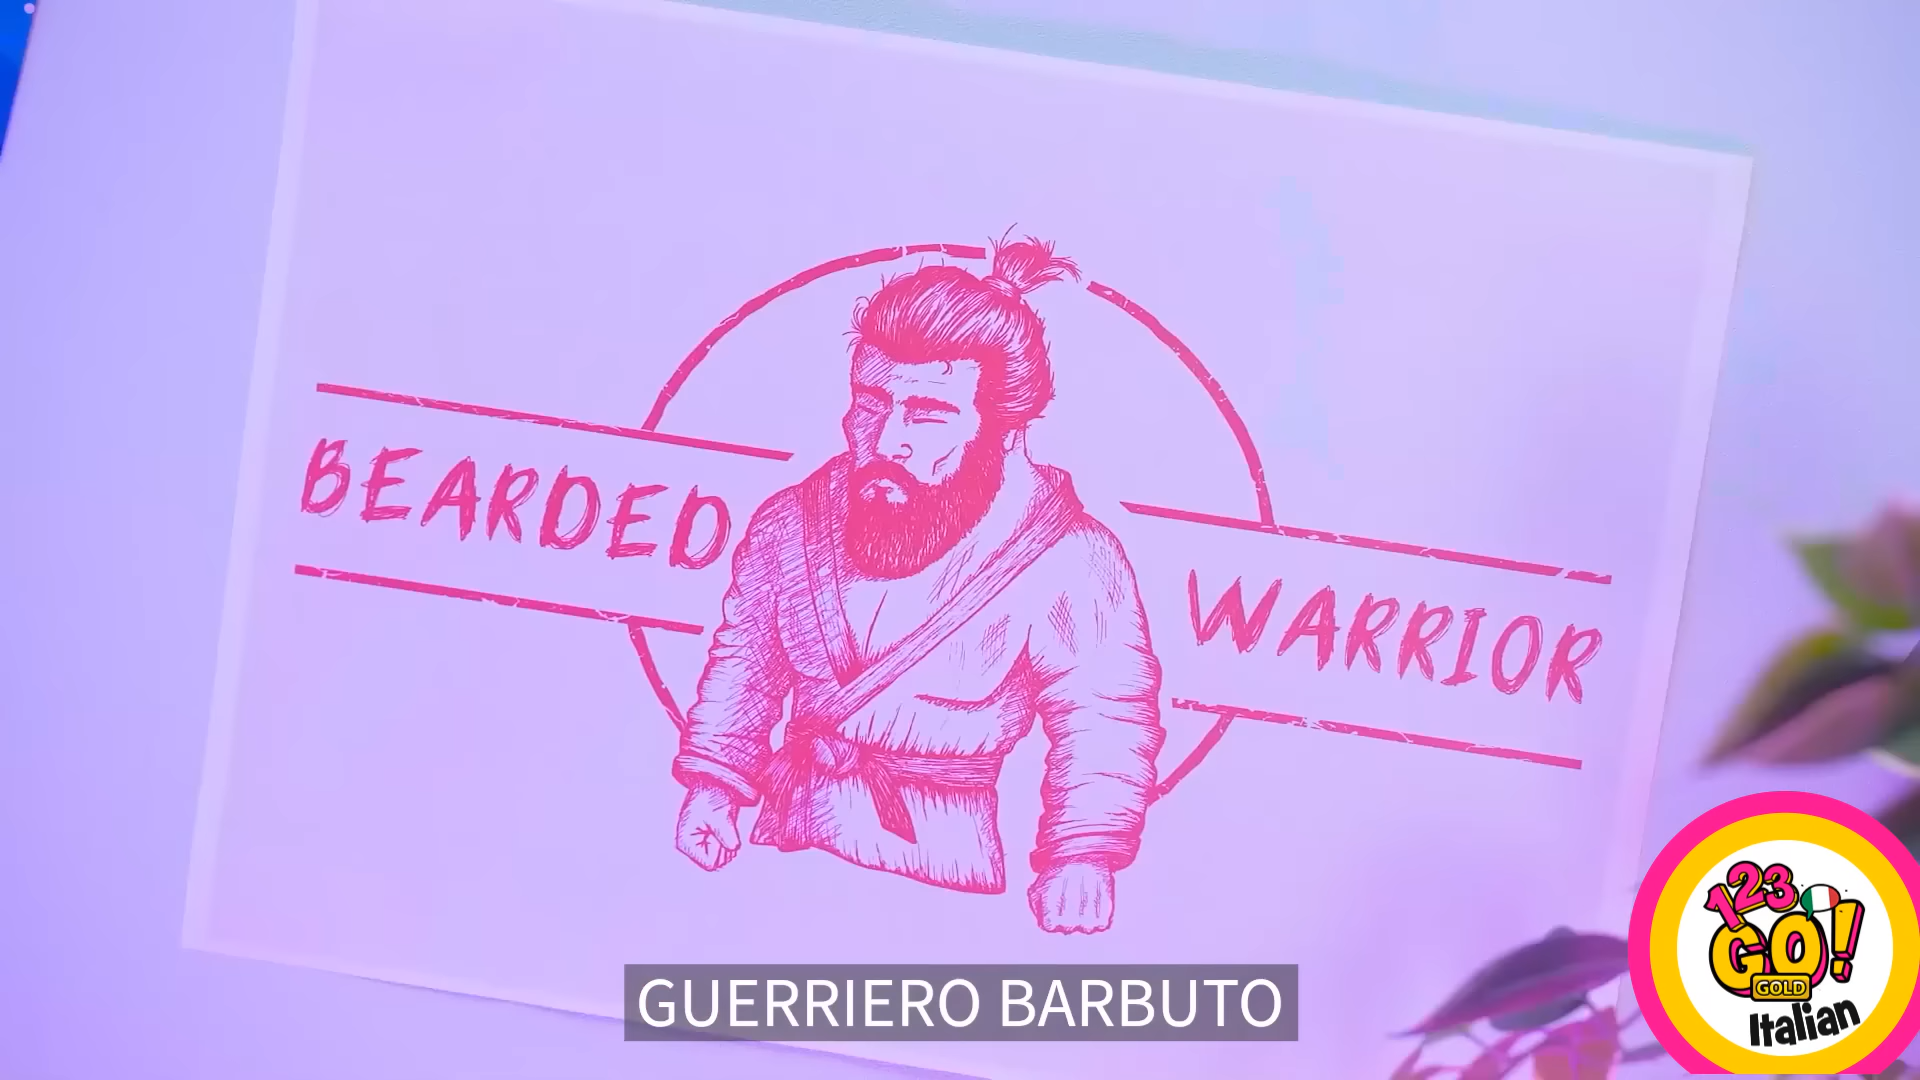 BEARDED
WARRIOR
GUERRIERO BARBUTO
123
GO!
GOLD
Italian